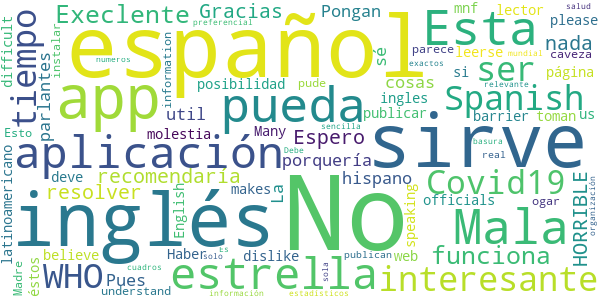 Execlente Gracias Pongan mnf lector difficult
preferencial salud please
español Esta
tiempo instalar numeros information sé parece leerse caveza nada
parlantes app posibilidad pude cosas si página mundial
pueda ser exactos
util ingles Spanish relevante
Esto molestia Many publicar barrier toman us
aplicación Espero sencilla sirve basura real
latinoamericano deve porquería Debe
recomendaría hispano Covid19 ogar
resolver English makes La No officials HORRIBLE
inglés speaking Mala
Madre éstos believe Haber dislike web funciona organización
WHO Pues solo es estrella publican interesante
understand cuadros información sola estadísticos